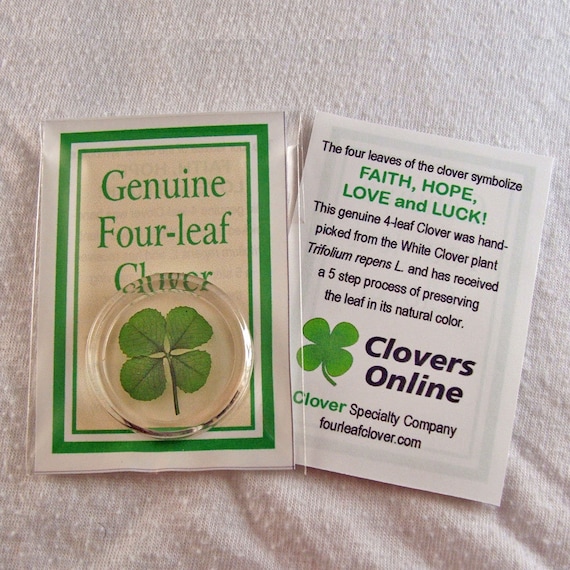 Genuine
Four-leaf
Clover
The four leaves of the clover symbolize
FAITH, HOPE,
LOVE and LUCK!
This genuine 4-leaf Clover was hand-
picked from the White Clover plant
Trifolium repens L. and has received
a 5 step process of preserving
the leaf in its natural color.
Clovers
Online
Clover Specialty Company
fourleafclover.com